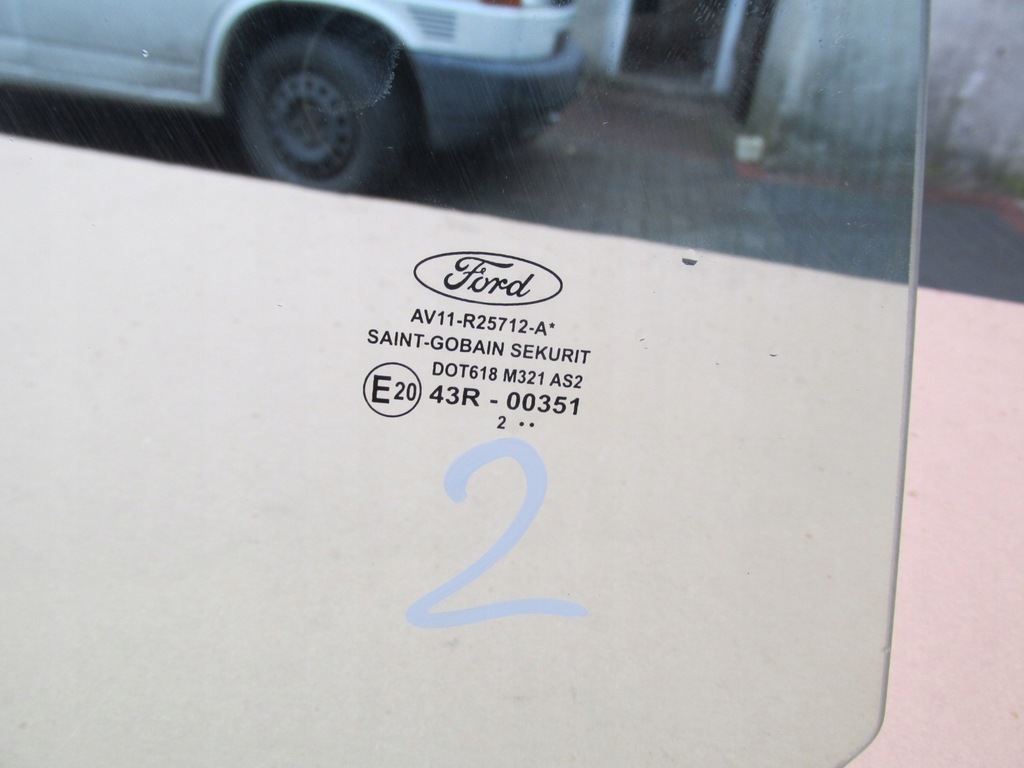 Ford
AV11-R25712-A*
SAINT-GOBAIN SEKURIT
DOT618 M321 AS2
E20 43R - 00351
2 ··
2